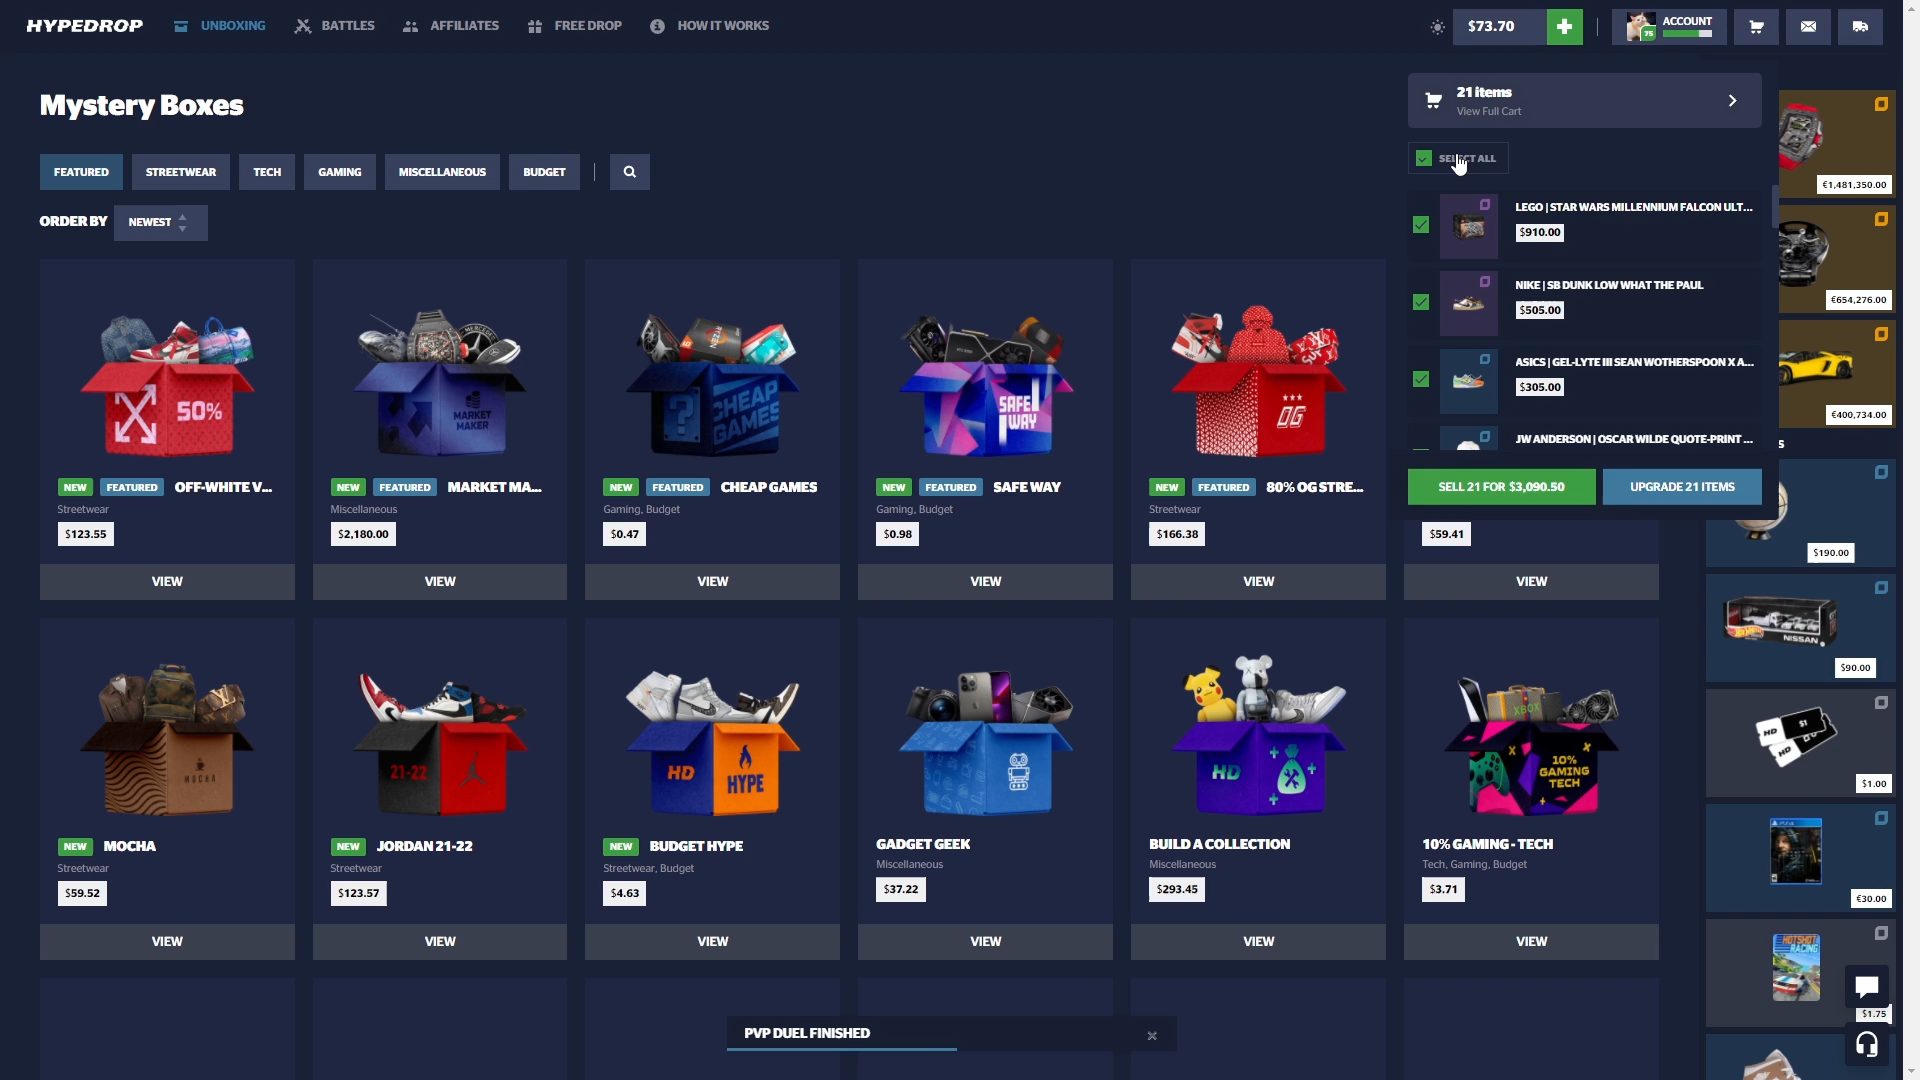 HYPEDROP
UNBOXING
BATTLES
AFFILIATES
FREE DROP
HOW IT WORKS
$73.70
75
ACCOUNT
Mystery Boxes
21 items
View Full Cart
FEATURED
STREETWEAR
TECH
GAMING
MISCELLANEOUS
BUDGET
SELECT ALL
ORDER BY
NEWEST
LEGO | STAR WARS MILLENNIUM FALCON ULT...
$910.00
NIKE | SB DUNK LOW WHAT THE PAUL
$505.00
ASICS | GEL-LYTE III SEAN WOTHERSPOON X A...
$305.00
JW ANDERSON | OSCAR WILDE QUOTE-PRINT ...
SELL 21 FOR $3,090.50
UPGRADE 21 ITEMS
€1,481,350.00
€654,276.00
€400,734.00
S
$190.00
NISSAN
$90.00
HD
$1
HD
$1.00
€30.00
HOTSHOT
RACING
$1.75
50%
MERCEDES
MARKET
MAKER
RYZEN
?
CHEAP
GAMES
SAFE
WAY
OG
NEW
FEATURED
OFF-WHITE V...
Streetwear
$123.55
VIEW
NEW
FEATURED
MARKET MA...
Miscellaneous
$2,180.00
VIEW
NEW
FEATURED
CHEAP GAMES
Gaming, Budget
$0.47
VIEW
NEW
FEATURED
SAFE WAY
Gaming, Budget
$0.98
VIEW
NEW
FEATURED
80% OG STRE...
Streetwear
$166.38
VIEW
$59.41
VIEW
MOCHA
21-22
HD
HYPE
HD
XBOX
10%
GAMING
TECH
NEW
MOCHA
Streetwear
$59.52
VIEW
NEW
JORDAN 21-22
Streetwear
$123.57
VIEW
NEW
BUDGET HYPE
Streetwear, Budget
$4.63
VIEW
GADGET GEEK
Miscellaneous
$37.22
VIEW
BUILD A COLLECTION
Miscellaneous
$293.45
VIEW
10% GAMING - TECH
Tech, Gaming, Budget
$3.71
VIEW
PVP DUEL FINISHED